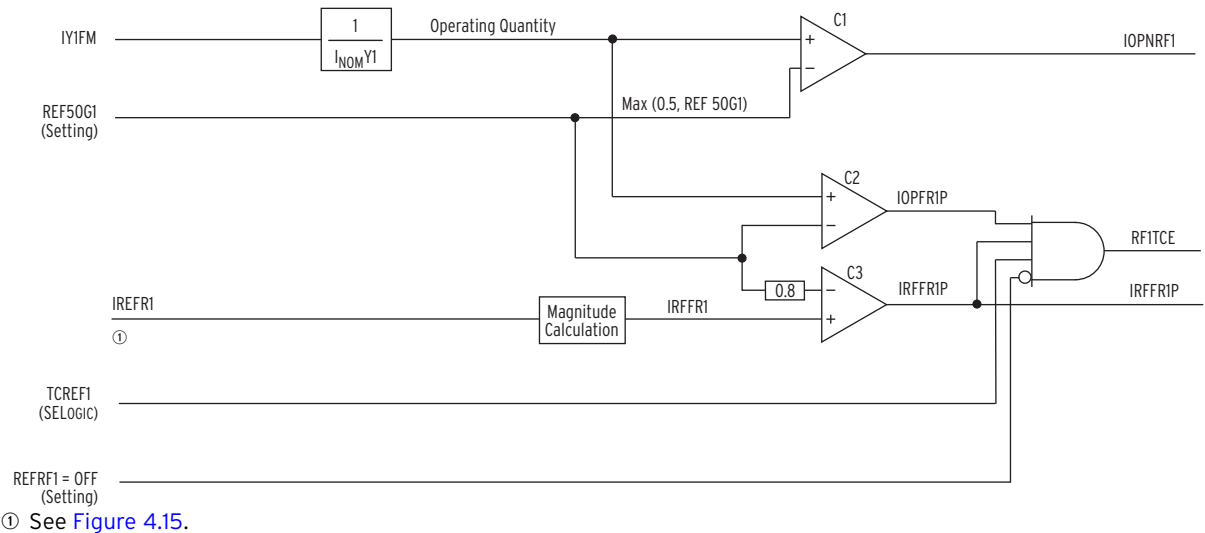 IY1FM
1
I_NOM Y1
Operating Quantity
C1
+
−
IOPNRF1
REF50G1
(Setting)
Max (0.5, REF 50G1)
C2
+
−
IOPFR1P
RF1TCE
C3
0.8
−
+
IRFFR1P
IRFFR1P
IREFR1
①
Magnitude
Calculation
IRFFR1
TCREF1
(SELOGIC)
REFRF1 = OFF
(Setting)
① See Figure 4.15.